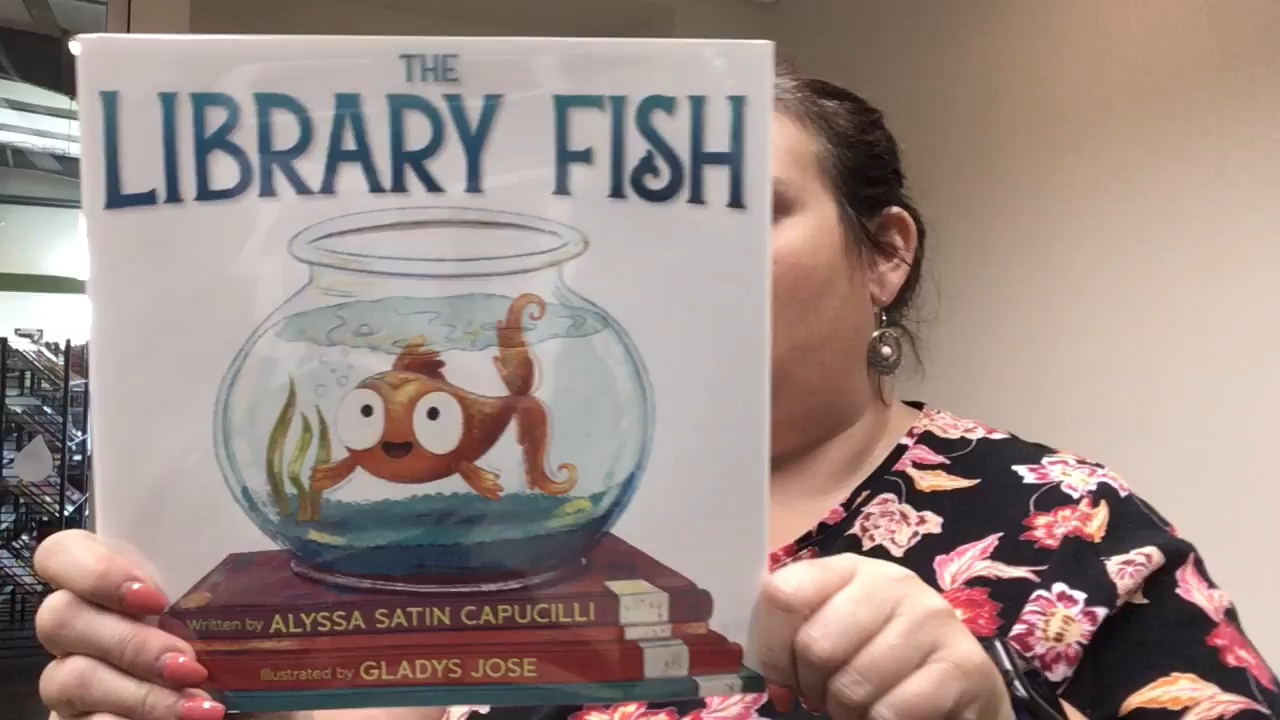 THE
LIBRARY FISH
Written by ALYSSA SATIN CAPUCILLI
Illustrated by GLADYS JOSE